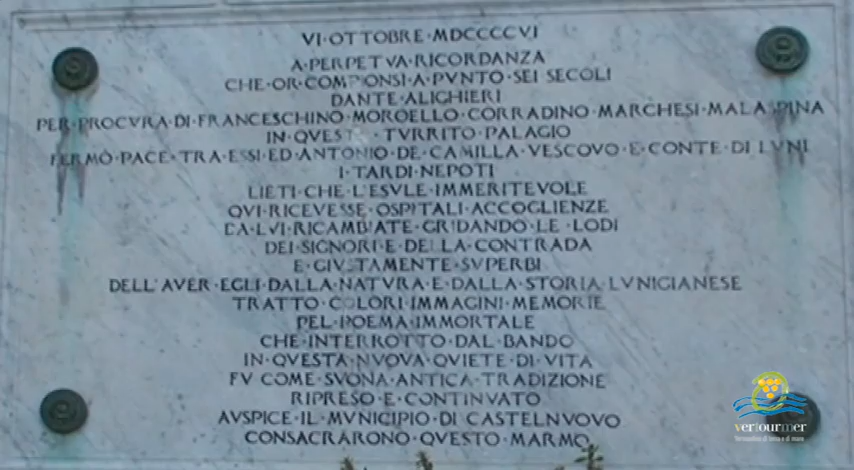 VI·OTTOBRE·MDCCCCVI
A·PERPETVA·RICORDANZA
CHE·OR·COMPIONSI·A·PVNTO·SEI SECOLI
DANTE·ALIGHIERI
PER·PROCVRA·DI·FRANCESCHINO·MOROELLO·CORRADINO·MARCHESI·MALASPINA
IN·QVESTO·TVRRITO·PALAGIO
FERMÒ·PACE·TRA·ESSI·ED·ANTONIO·DE·CAMILLA·VESCOVO·E·CONTE·DI·LVNI
I·TARDI·NEPOTI
LIETI·CHE·L'ESVLE·IMMERITEVOLE
QVI·RICEVESSE·OSPITALI·ACCOGLIENZE
DA·LVI·RICAMBIATE·GRIDANDO·LE·LODI
DEI·SIGNORI·E·DELLA·CONTRADA
E·GIVSTAMENTE·SVPERBI
DELL'AVER·EGLI·DALLA·NATVRA·E·DALLA·STORIA·LVNIGIANESE
TRATTO·COLORI·IMMAGINI·MEMORIE
PEL·POEMA·IMMORTALE
CHE·INTERROTTO·DAL·BANDO
IN·QVESTA·NVOVA·QVIETE·DI·VITA
FV·COME·SVONA·ANTICA·TRADIZIONE
RIPRESO·E·CONTINVATO
AVSPICE·IL·MVNICIPIO·DI·CASTELNVOVO
CONSACRARONO·QVESTO·MARMO
vertourmer